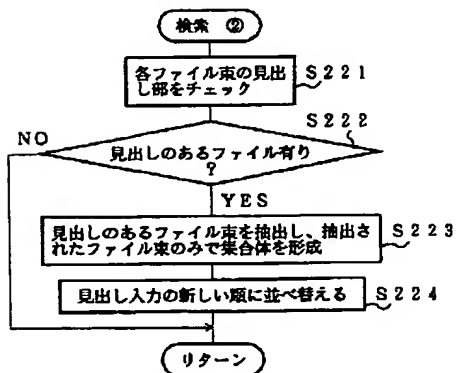 検索 ②
各ファイル束の見出
し部をチェック
S221
S222
NO
見出しのあるファイル有り
?
YES
見出しのあるファイル束を抽出し、抽出さ
れたファイル束のみで集合体を形成
S223
見出し入力の新しい順に並べ替える
S224
リターン